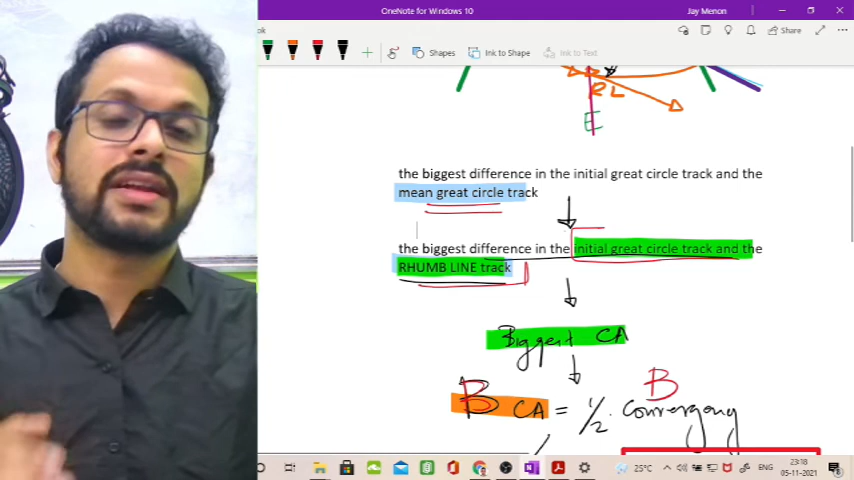 OneNote for Windows 10
Jay Menon
ok
Shapes
Ink to Shape
Ink to Text
Share
RL
E
the biggest difference in the initial great circle track and the
mean great circle track
the biggest difference in the initial great circle track and the
RHUMB LINE track
Biggest CA
B CA = 1/2 . Convergency
B
25°C
ENG
23:18
05-11-2021
8